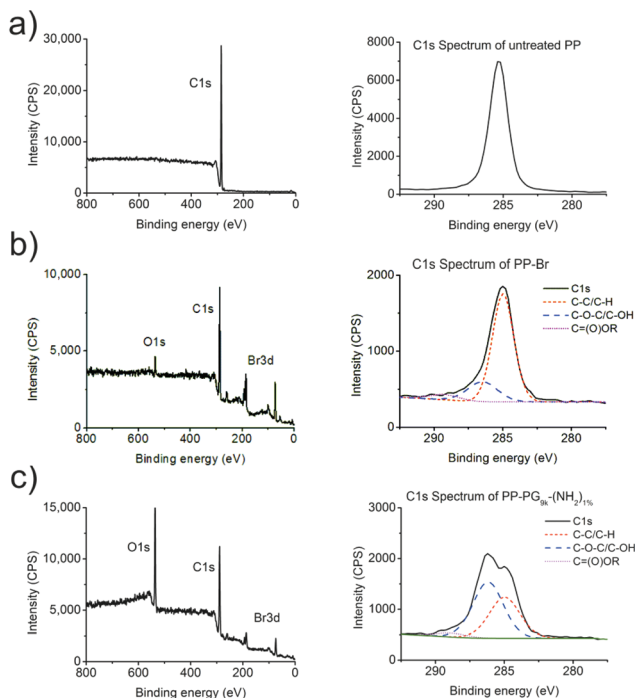 a)
30,000
20,000
10,000
0
Intensity (CPS)
C1s
800 600 400 200 0
Binding energy (eV)
C1s Spectrum of untreated PP
8000
6000
4000
2000
0
Intensity (CPS)
290 285 280
Binding energy (eV)
b)
10,000
5,000
0
Intensity (CPS)
O1s
C1s
Br3d
800 600 400 200 0
Binding energy (eV)
C1s Spectrum of PP-Br
2000
1000
0
Intensity (CPS)
C1s
C-C/C-H
C-O-C/C-OH
C=(O)OR
290 285 280
Binding energy (eV)
c)
15,000
10,000
5,000
0
Intensity (CPS)
O1s
C1s
Br3d
800 600 400 200 0
Binding energy (eV)
C1s Spectrum of PP-PG9k-(NH2)1%
3000
2000
1000
0
Intensity (CPS)
C1s
C-C/C-H
C-O-C/C-OH
C=(O)OR
290 285 280
Binding energy (eV)